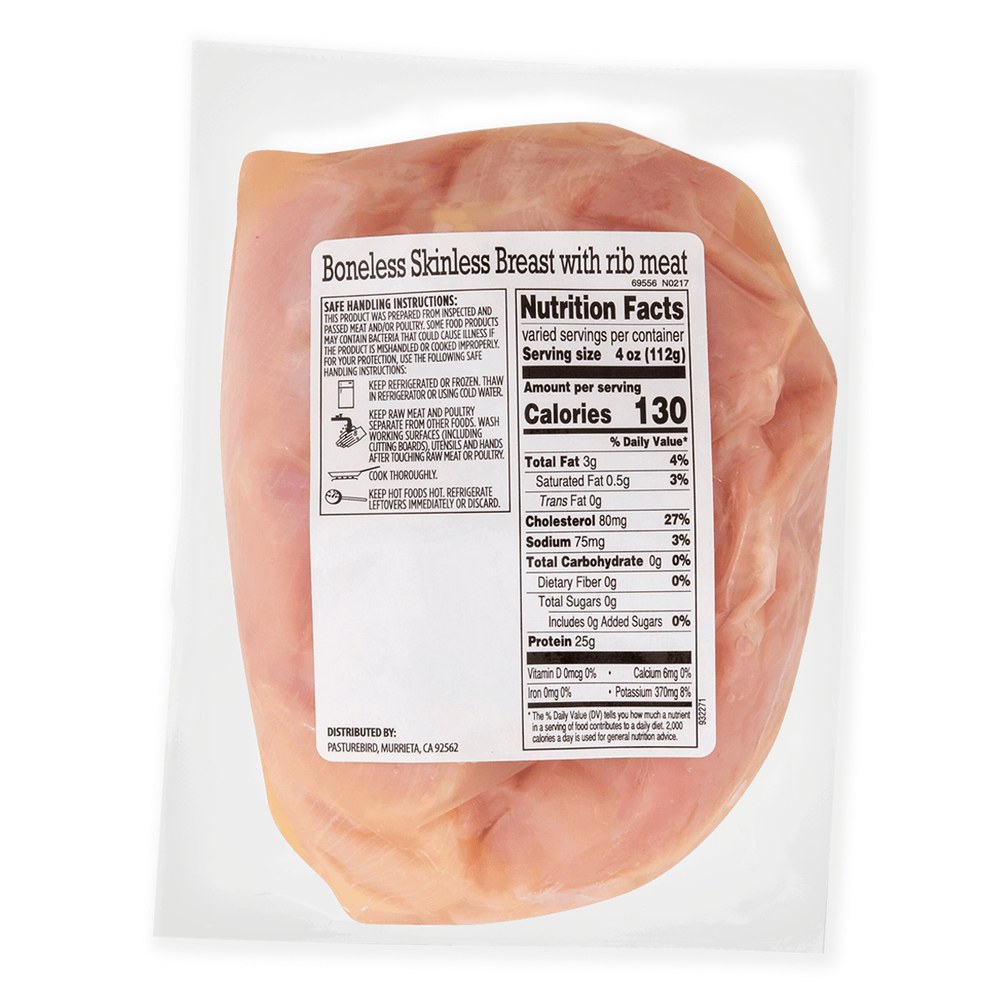 Boneless Skinless Breast with rib meat
69556 N0217
SAFE HANDLING INSTRUCTIONS:
THIS PRODUCT WAS PREPARED FROM INSPECTED AND
PASSED MEAT AND/OR POULTRY. SOME FOOD PRODUCTS
MAY CONTAIN BACTERIA THAT COULD CAUSE ILLNESS IF
THE PRODUCT IS MISHANDLED OR COOKED IMPROPERLY.
FOR YOUR PROTECTION, USE THE FOLLOWING SAFE
HANDLING INSTRUCTIONS:
KEEP REFRIGERATED OR FROZEN. THAW
IN REFRIGERATOR OR USING COLD WATER.
KEEP RAW MEAT AND POULTRY
SEPARATE FROM OTHER FOODS. WASH
WORKING SURFACES (INCLUDING
CUTTING BOARDS), UTENSILS AND HANDS
AFTER TOUCHING RAW MEAT OR POULTRY.
COOK THOROUGHLY.
KEEP HOT FOODS HOT. REFRIGERATE
LEFTOVERS IMMEDIATELY OR DISCARD.
DISTRIBUTED BY:
PASTUREBIRD, MURRIETA, CA 92562
Nutrition Facts
varied servings per container
Serving size 4 oz (112g)
Amount per serving
Calories 130
% Daily Value*
Total Fat 3g 4%
Saturated Fat 0.5g 3%
Trans Fat 0g
Cholesterol 80mg 27%
Sodium 75mg 3%
Total Carbohydrate 0g 0%
Dietary Fiber 0g 0%
Total Sugars 0g
Includes 0g Added Sugars 0%
Protein 25g
Vitamin D 0mcg 0% • Calcium 6mg 0%
Iron 0mg 0% • Potassium 370mg 8%
* The % Daily Value (DV) tells you how much a nutrient
in a serving of food contributes to a daily diet. 2,000
calories a day is used for general nutrition advice.
932271